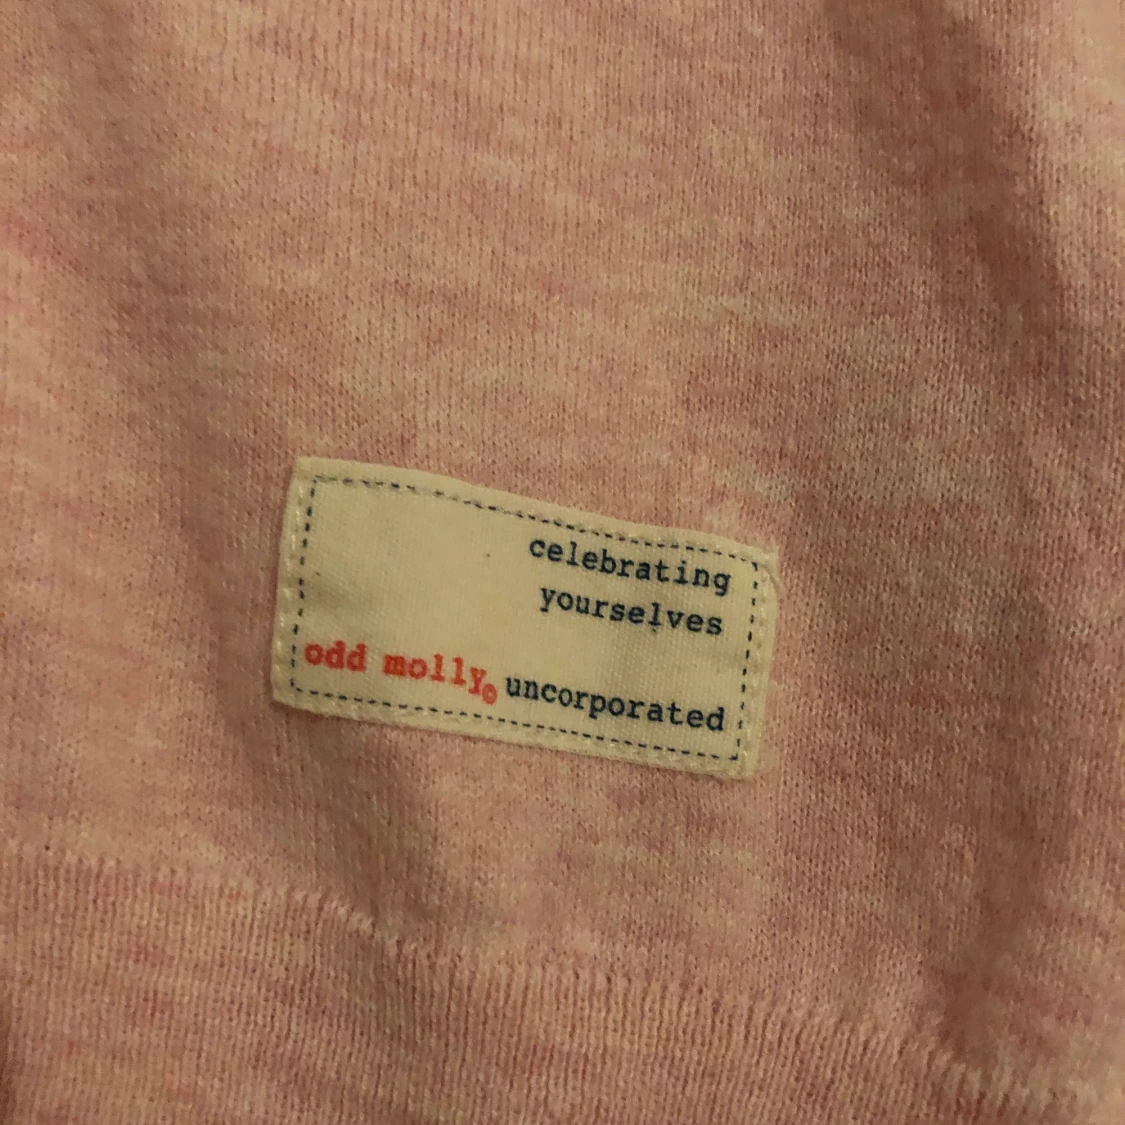 celebrating
yourselves
odd molly® uncorporated